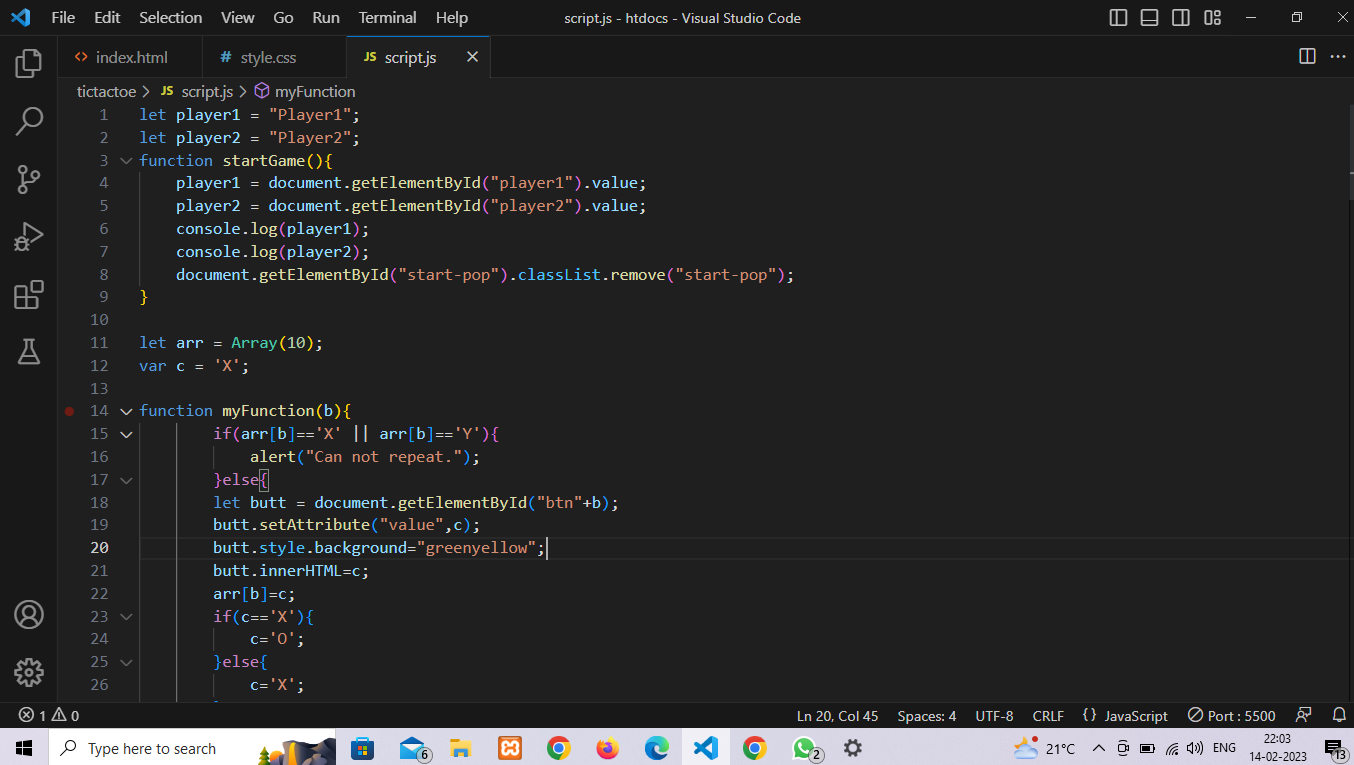 File Edit Selection View Go Run Terminal Help script.js - htdocs - Visual Studio Code
index.html # style.css JS script.js
tictactoe > JS script.js > myFunction
1 let player1 = "Player1";
2 let player2 = "Player2";
3 function startGame(){
4 player1 = document.getElementById("player1").value;
5 player2 = document.getElementById("player2").value;
6 console.log(player1);
7 console.log(player2);
8 document.getElementById("start-pop").classList.remove("start-pop");
9 }
10
11 let arr = Array(10);
12 var c = 'X';
13
14 function myFunction(b){
15 if(arr[b]=='X' || arr[b]=='Y'){
16 alert("Can not repeat.");
17 }else{
18 let butt = document.getElementById("btn"+b);
19 butt.setAttribute("value",c);
20 butt.style.background="greenyellow";
21 butt.innerHTML=c;
22 arr[b]=c;
23 if(c=='X'){
24 c='O';
25 }else{
26 c='X';
1 0 Ln 20, Col 45 Spaces: 4 UTF-8 CRLF {} JavaScript Port : 5500
Type here to search 6 2 21°C ENG 22:03 14-02-2023 13